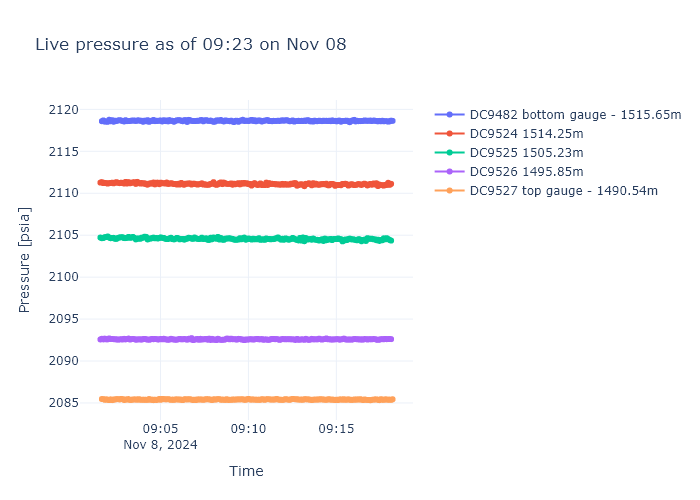 Live pressure as of 09:23 on Nov 08
DC9482 bottom gauge - 1515.65m
DC9524 1514.25m
DC9525 1505.23m
DC9526 1495.85m
DC9527 top gauge - 1490.54m
Pressure [psia]
2120
2115
2110
2105
2100
2095
2090
2085
09:05
09:10
09:15
Nov 8, 2024
Time